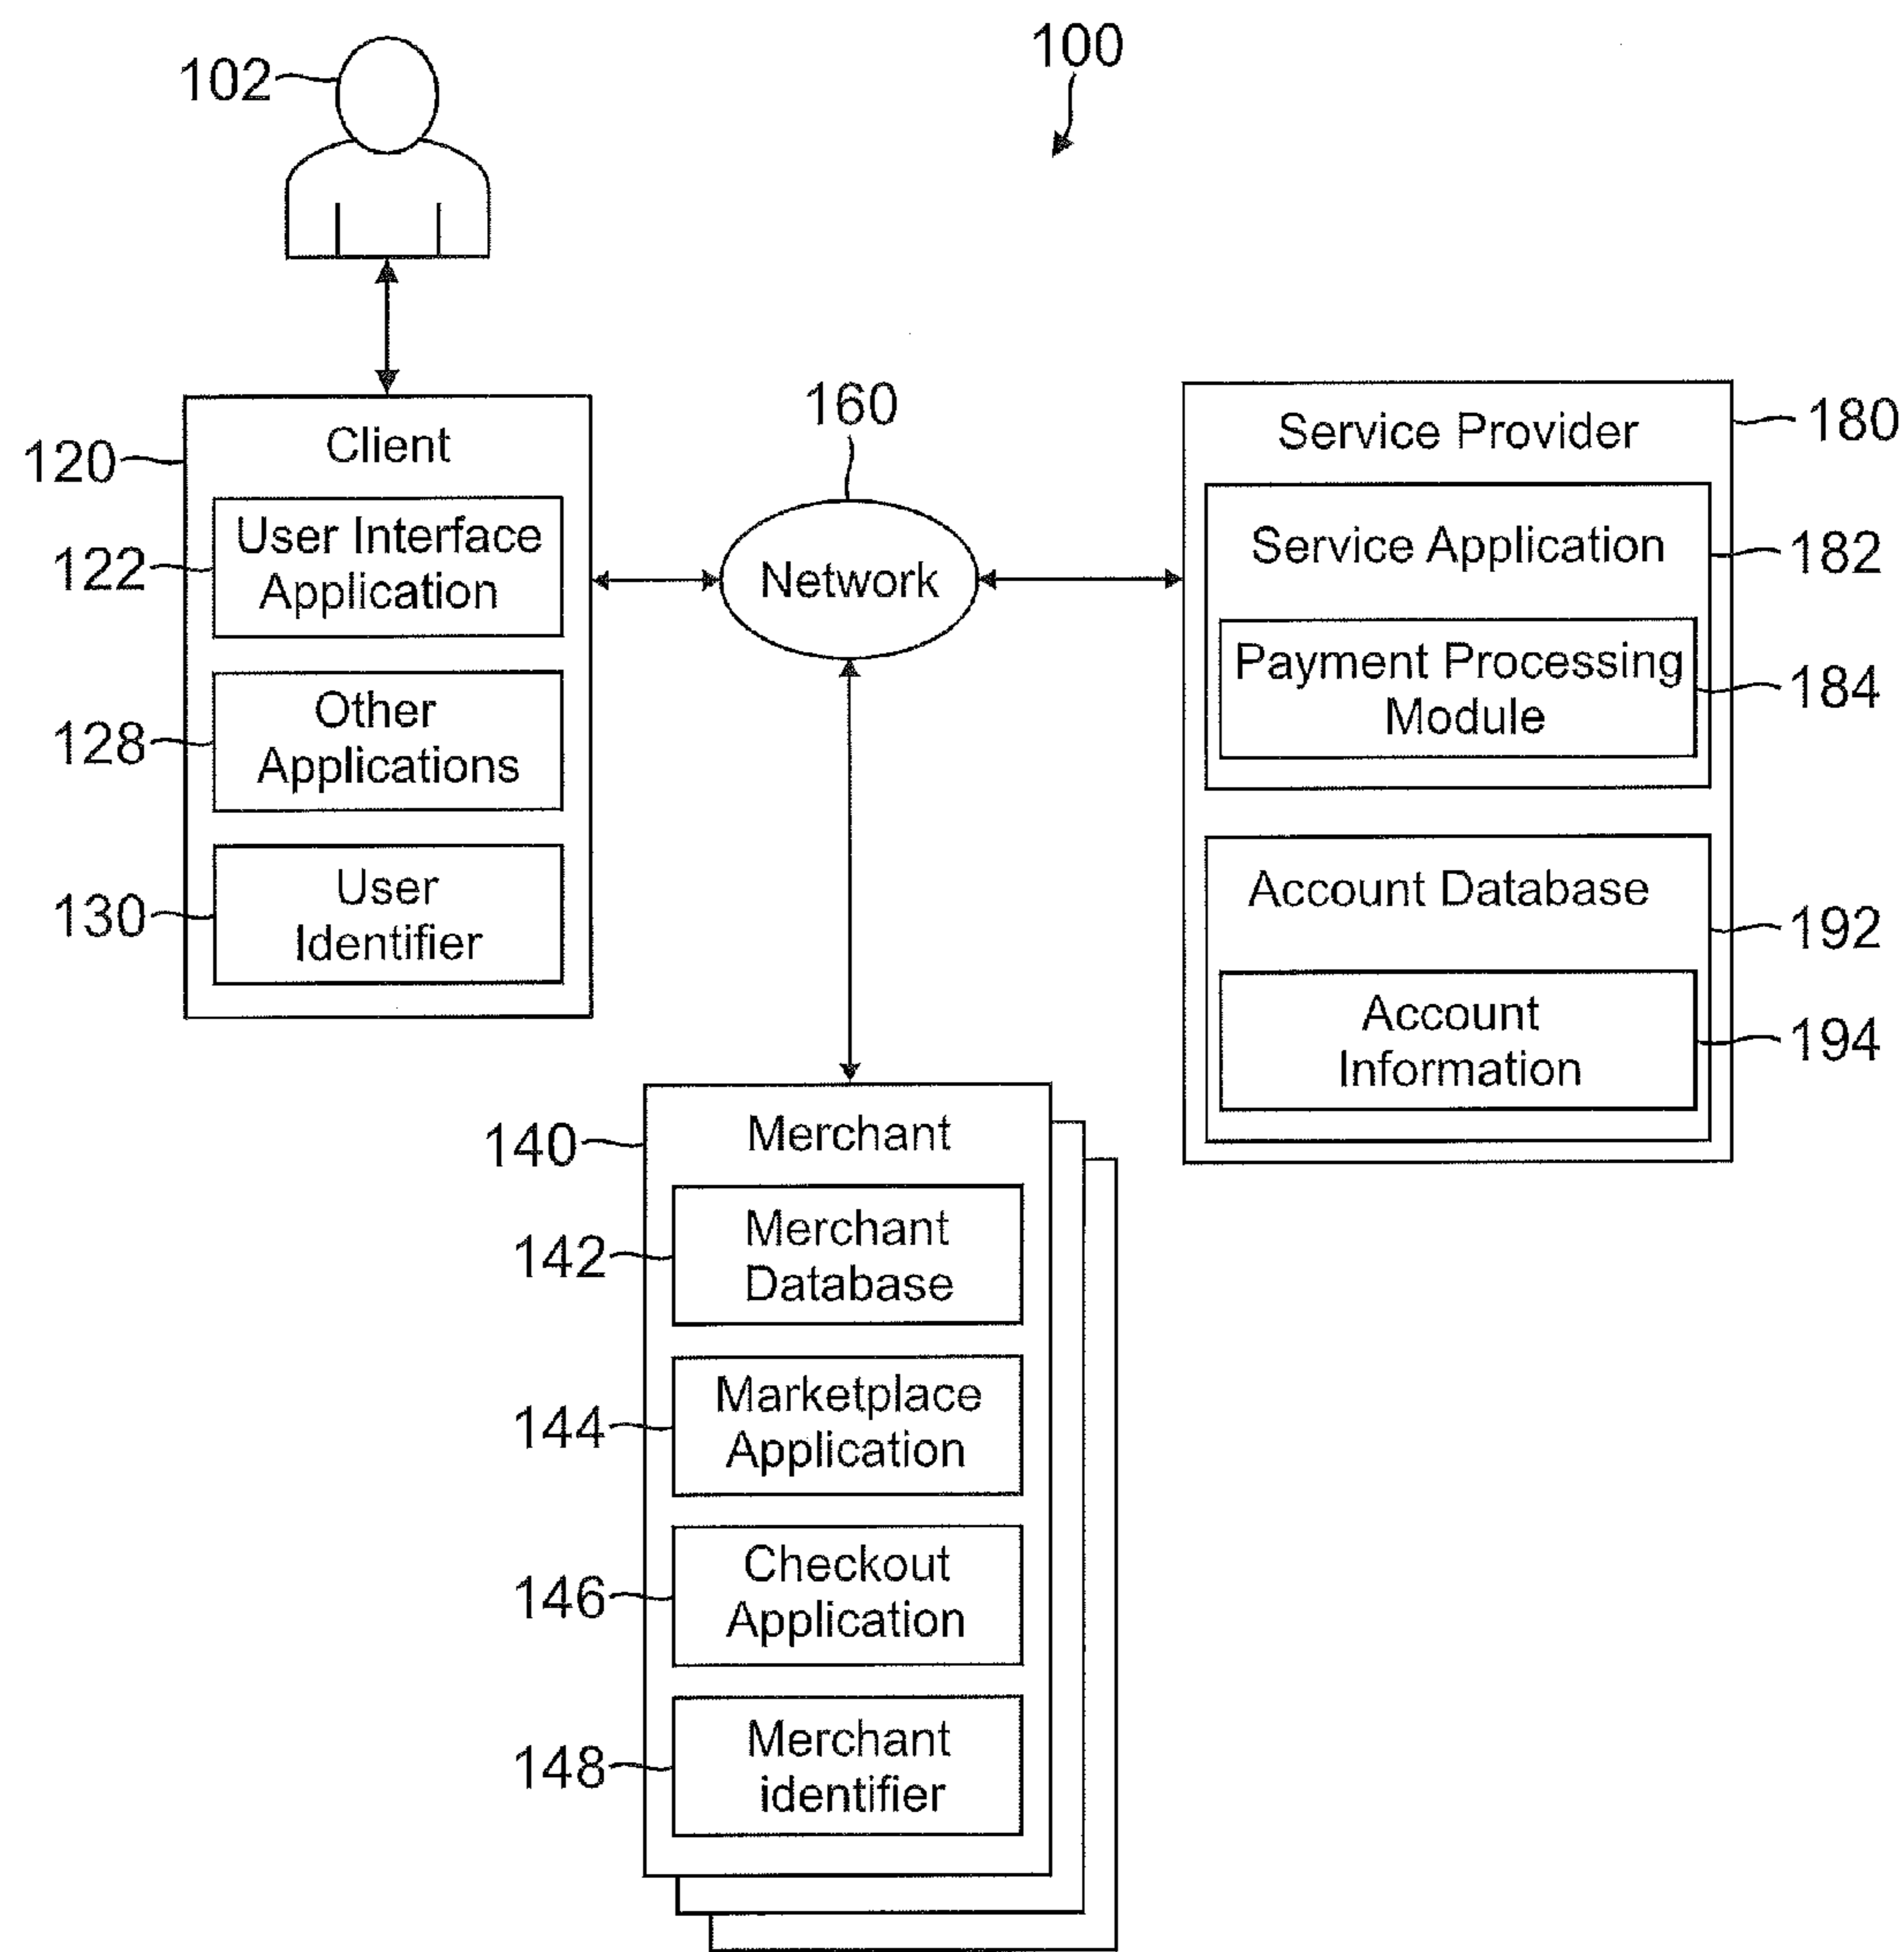 100
102
120
Client
122
User Interface
Application
128
Other
Applications
130
User
Identifier
160
Network
180
Service Provider
182
Service Application
184
Payment Processing
Module
192
Account Database
194
Account
Information
140
Merchant
142
Merchant
Database
144
Marketplace
Application
146
Checkout
Application
148
Merchant
identifier